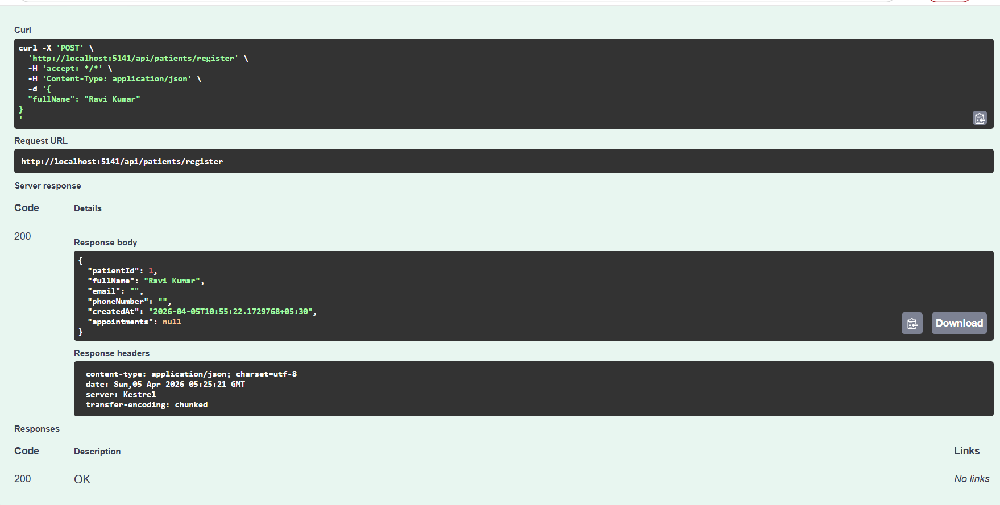 Curl
curl -X 'POST' \
  'http://localhost:5141/api/patients/register' \
  -H 'accept: */*' \
  -H 'Content-Type: application/json' \
  -d '{
  "fullName": "Ravi Kumar"
}
'
Request URL
http://localhost:5141/api/patients/register
Server response
Code Details
200
Response body
{
  "patientId": 1,
  "fullName": "Ravi Kumar",
  "email": "",
  "phoneNumber": "",
  "createdAt": "2026-04-05T10:55:22.1729768+05:30",
  "appointments": null
}
Download
Response headers
content-type: application/json; charset=utf-8
date: Sun,05 Apr 2026 05:25:21 GMT
server: Kestrel
transfer-encoding: chunked
Responses
Code Description Links
200 OK No links